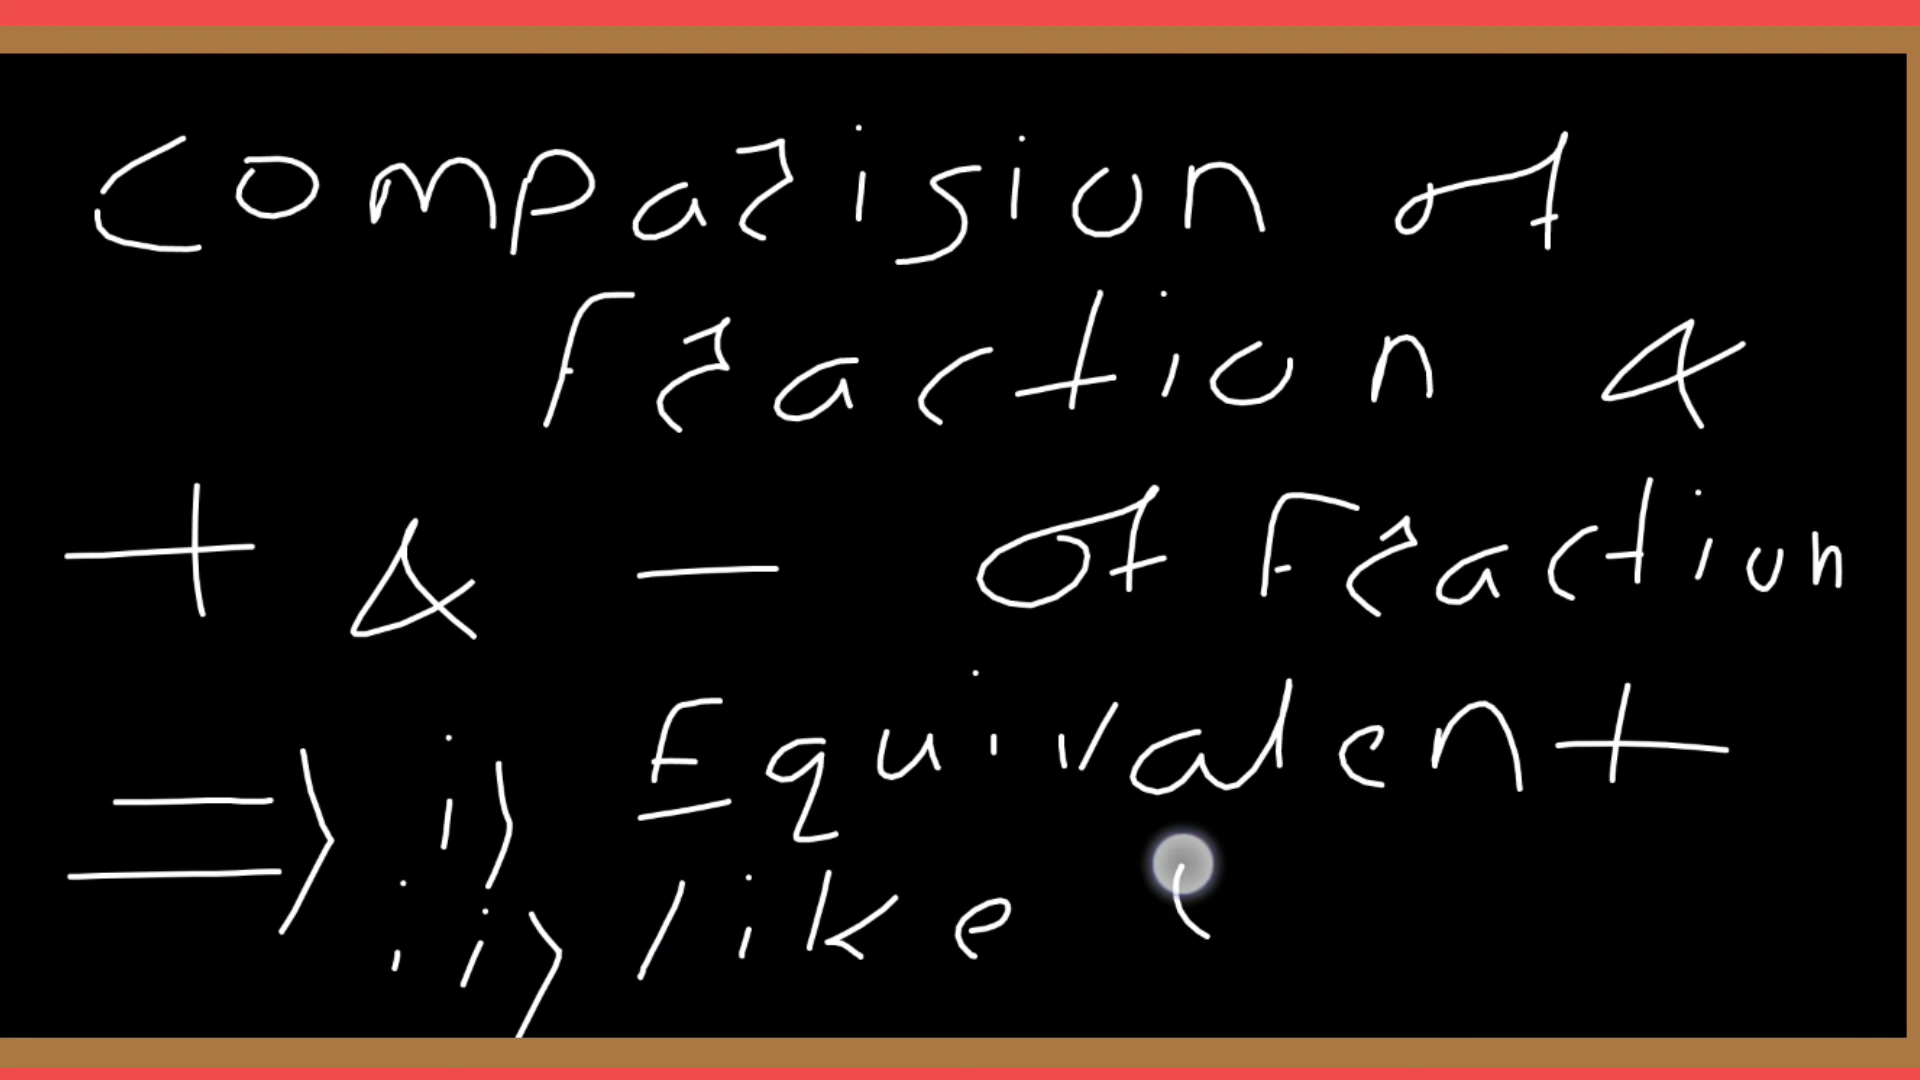 Comparision of
fraction &
+ & - of Fraction
=> i) Equivalent
ii) like (